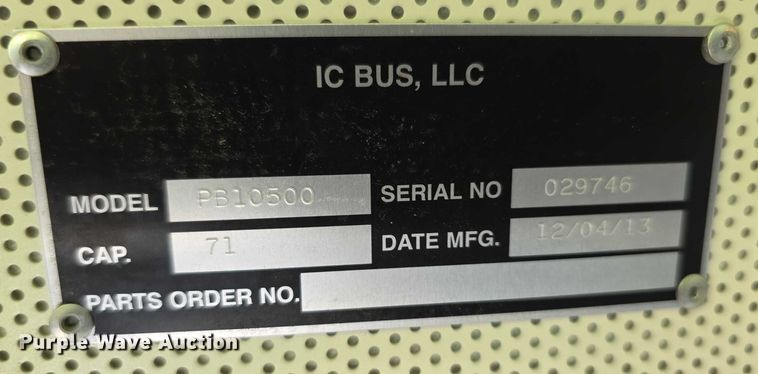 IC BUS, LLC
MODEL PB10500 SERIAL NO 029746
CAP. 71 DATE MFG. 12/04/13
PARTS ORDER NO.
Purple Wave Auction